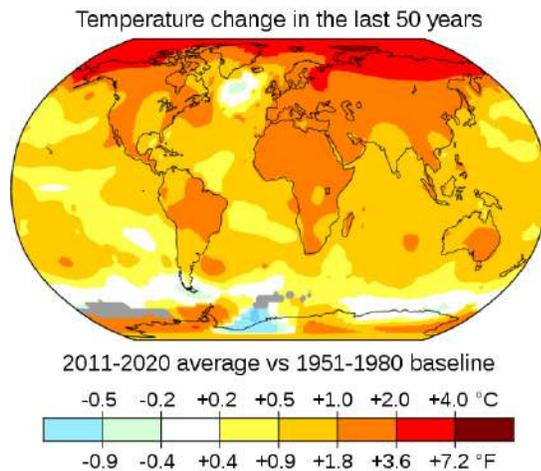 Temperature change in the last 50 years
2011-2020 average vs 1951-1980 baseline
-0.5 -0.2 +0.2 +0.5 +1.0 +2.0 +4.0 °C
-0.9 -0.4 +0.4 +0.9 +1.8 +3.6 +7.2 °F